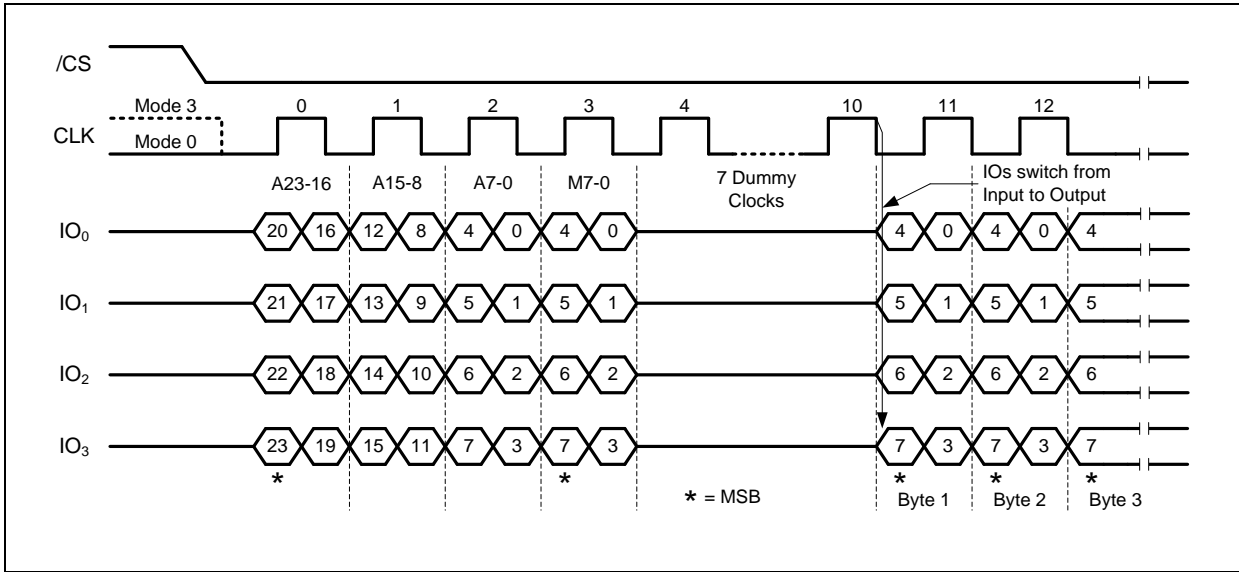 /CS
Mode 3 0 1 2 3 4 10 11 12
CLK Mode 0
A23-16 A15-8 A7-0 M7-0 7 Dummy
Clocks
IOs switch from
Input to Output
IO0 20 16 12 8 4 0 4 0 4 0 4 0 4
IO1 21 17 13 9 5 1 5 1 5 1 5 1 5
IO2 22 18 14 10 6 2 6 2 6 2 6 2 6
IO3 23 19 15 11 7 3 7 3 7 3 7 3 7
* * * * *
* = MSB
Byte 1 Byte 2 Byte 3